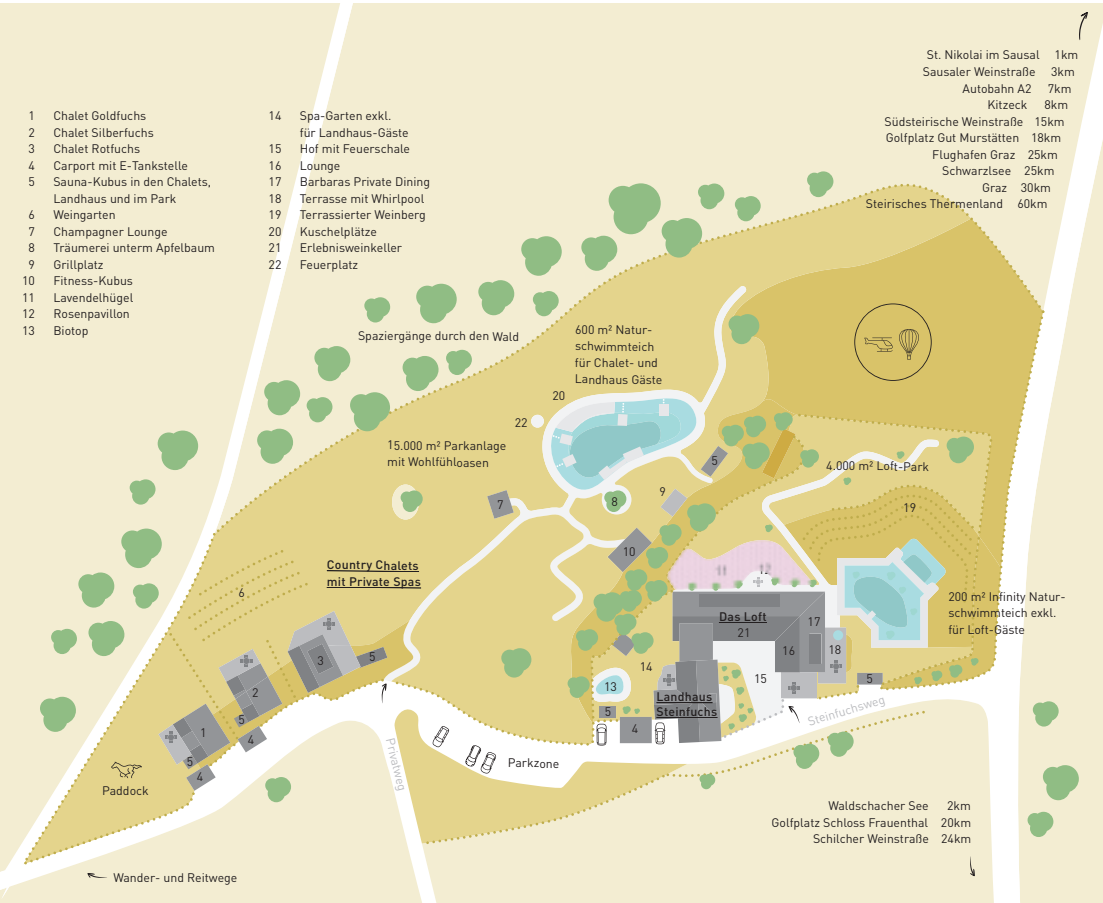 St. Nikolai im Sausal 1km
Sausaler Weinstraße 3km
Autobahn A2 7km
Kitzeck 8km
Südsteirische Weinstraße 15km
Golfplatz Gut Murstätten 18km
Flughafen Graz 25km
Schwarzlsee 25km
Graz 30km
Steirisches Thermenland 60km
1 Chalet Goldfuchs
2 Chalet Silberfuchs
3 Chalet Rotfuchs
4 Carport mit E-Tankstelle
5 Sauna-Kubus in den Chalets,
Landhaus und im Park
6 Weingarten
7 Champagner Lounge
8 Träumerei unterm Apfelbaum
9 Grillplatz
10 Fitness-Kubus
11 Lavendelhügel
12 Rosenpavillon
13 Biotop
14 Spa-Garten exkl.
für Landhaus-Gäste
15 Hof mit Feuerschale
16 Lounge
17 Barbaras Private Dining
18 Terrasse mit Whirlpool
19 Terrassierter Weinberg
20 Kuschelplätze
21 Erlebnisweinkeller
22 Feuerplatz
Spaziergänge durch den Wald
600 m² Natur-
schwimmteich
für Chalet- und
Landhaus Gäste
20
22
15.000 m² Parkanlage
mit Wohlfühloasen
5
4.000 m² Loft-Park
7
8
9
19
10
Country Chalets
mit Private Spas
11
12
6
200 m² Infinity Natur-
schwimmteich exkl.
für Loft-Gäste
Das Loft
21
17
16
18
3
5
14
15
5
13
2
Landhaus
Steinfuchs
5
5
4
1
4
5
4
Steinfuchsweg
Privatweg
Parkzone
Paddock
Waldschacher See 2km
Golfplatz Schloss Frauenthal 20km
Schilcher Weinstraße 24km
Wander- und Reitwege